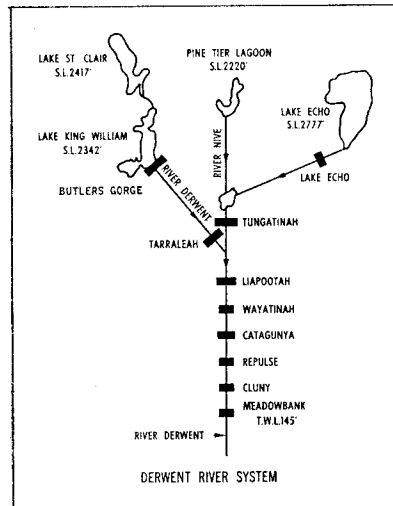 LAKE ST CLAIR
S.L.2417'
PINE TIER LAGOON
S.L.2220'
LAKE ECHO
S.L.2777'
LAKE KING WILLIAM
S.L.2342'
BUTLERS GORGE
RIVER DERWENT
RIVER NIVE
LAKE ECHO
TUNGATINAH
TARRALEAH
LIAPOOTAH
WAYATINAH
CATAGUNYA
REPULSE
CLUNY
MEADOWBANK
T.W.L.145'
RIVER DERWENT
DERWENT RIVER SYSTEM